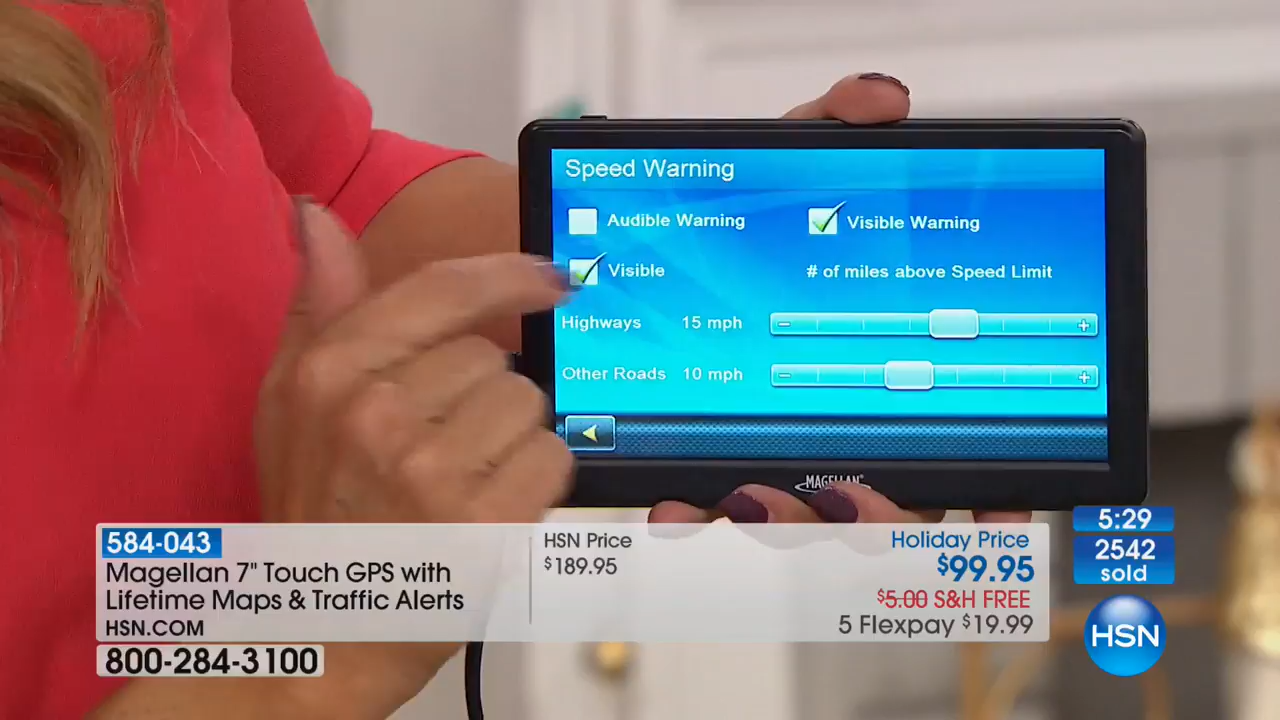 Speed Warning
Audible Warning
Visible Warning
Visible
# of miles above Speed Limit
Highways 15 mph
Other Roads 10 mph
MAGELLAN
584-043
Magellan 7" Touch GPS with
Lifetime Maps & Traffic Alerts
HSN.COM
800-284-3100
HSN Price
$189.95
Holiday Price
$99.95
$5.00 S&H FREE
5 Flexpay $19.99
5:29
2542
sold
HSN